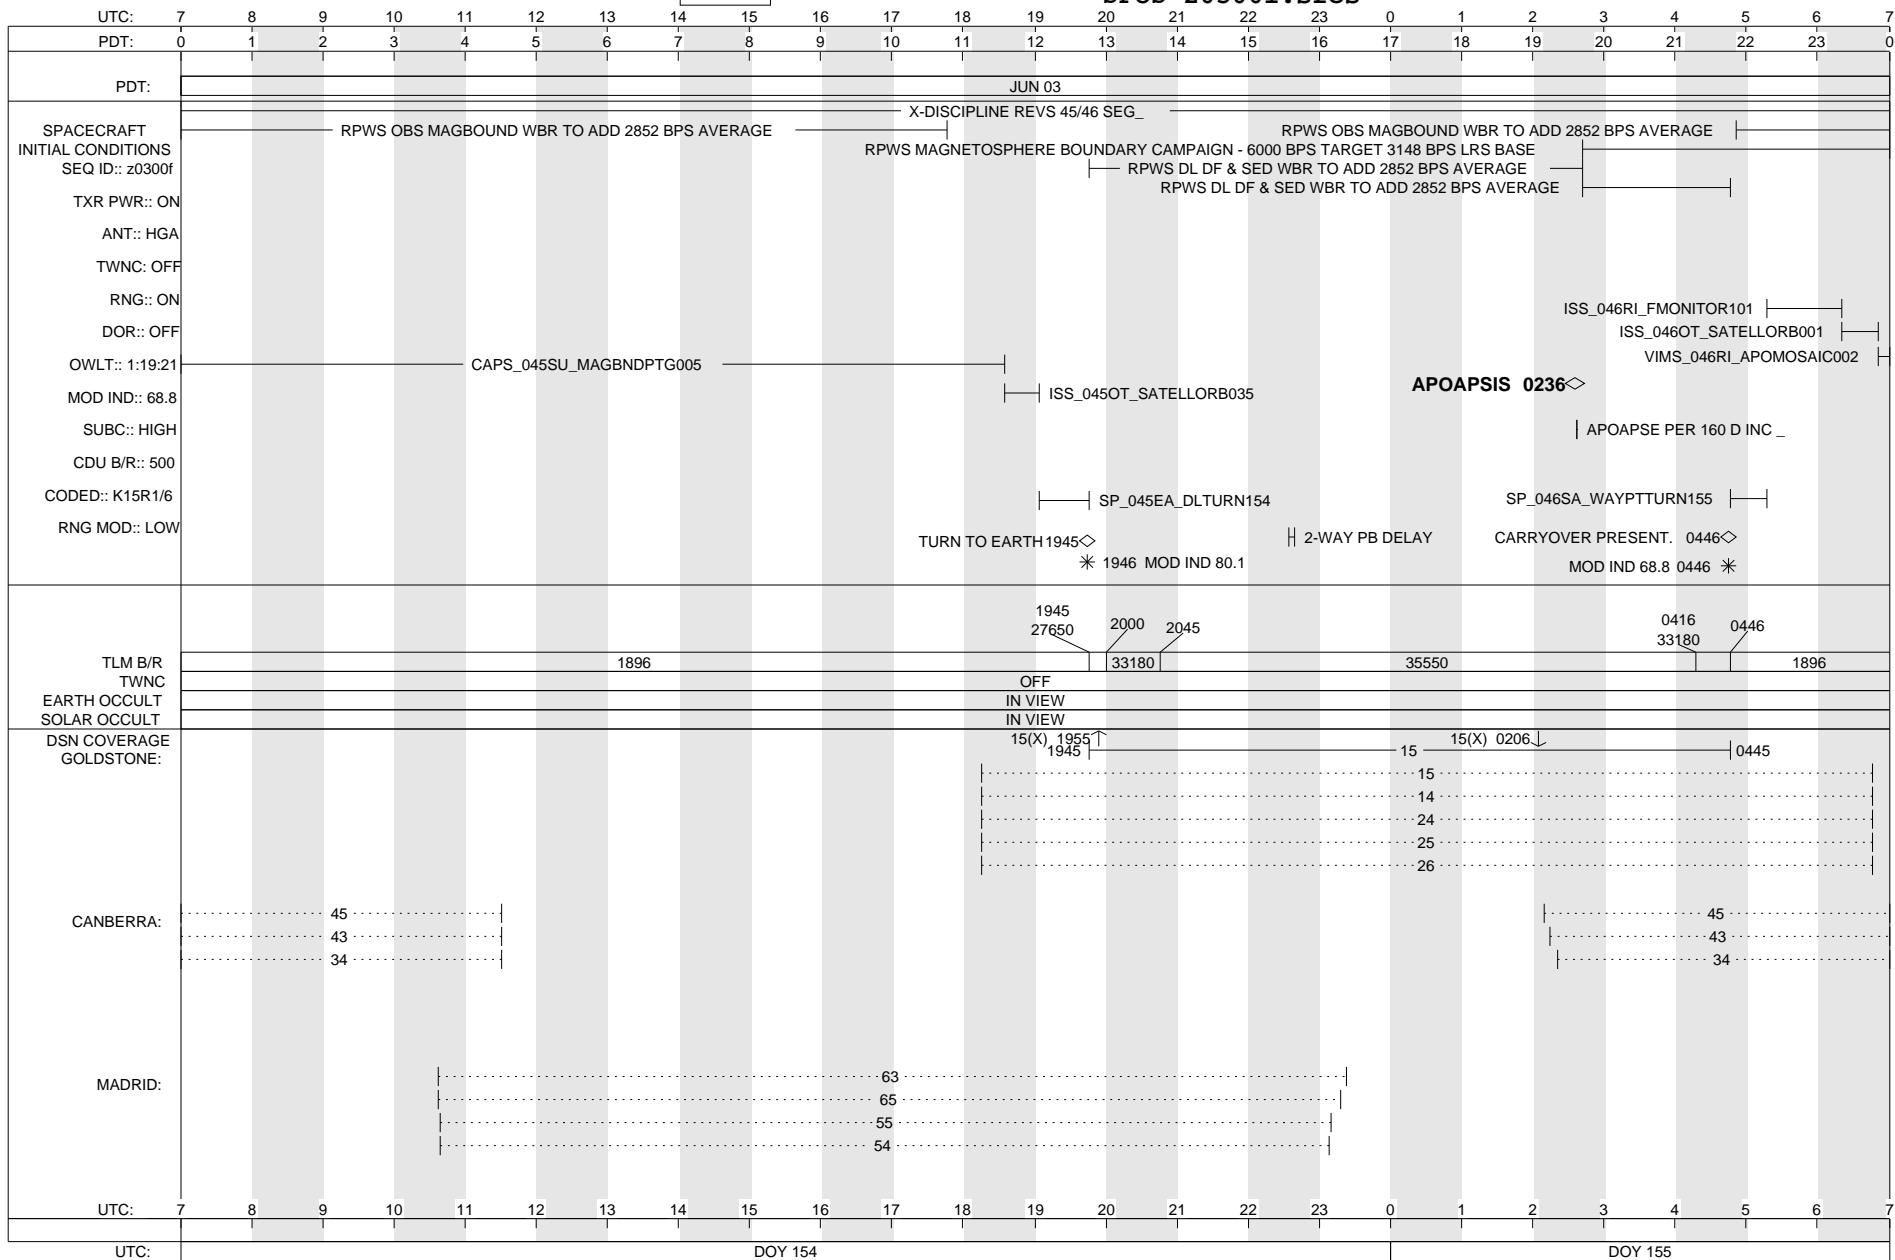 UTC: 7 8 9 10 11 12 13 14 15 16 17 18 19 20 21 22 23 0 1 2 3 4 5 6 7
PDT: 0 1 2 3 4 5 6 7 8 9 10 11 12 13 14 15 16 17 18 19 20 21 22 23 0
PDT: JUN 03
X-DISCIPLINE REVS 45/46 SEG_
SPACECRAFT RPWS OBS MAGBOUND WBR TO ADD 2852 BPS AVERAGE RPWS OBS MAGBOUND WBR TO ADD 2852 BPS AVERAGE
INITIAL CONDITIONS RPWS MAGNETOSPHERE BOUNDARY CAMPAIGN - 6000 BPS TARGET 3148 BPS LRS BASE
SEQ ID:: z0300f RPWS DL DF & SED WBR TO ADD 2852 BPS AVERAGE
RPWS DL DF & SED WBR TO ADD 2852 BPS AVERAGE
TXR PWR:: ON
ANT:: HGA
TWNC: OFF
RNG:: ON ISS_046RI_FMONITOR101
DOR:: OFF ISS_046OT_SATELLORB001
VIMS_046RI_APOMOSAIC002
OWLT:: 1:19:21 CAPS_045SU_MAGBNDPTG005
APOAPSIS 0236
MOD IND:: 68.8 ISS_045OT_SATELLORB035
SUBC:: HIGH APOAPSE PER 160 D INC _
CDU B/R:: 500
CODED:: K15R1/6 SP_045EA_DLTURN154 SP_046SA_WAYPTTURN155
RNG MOD:: LOW
TURN TO EARTH 1945 2-WAY PB DELAY CARRYOVER PRESENT. 0446
1946 MOD IND 80.1 MOD IND 68.8 0446
1945 0416
27650 2000 2045 33180 0446
TLM B/R 1896 33180 35550 1896
TWNC OFF
EARTH OCCULT IN VIEW
SOLAR OCCULT IN VIEW
DSN COVERAGE 15(X) 1955 15(X) 0206
1945 15 0445
GOLDSTONE:
15
14
24
25
26
CANBERRA:
45 45
43 43
34 34
MADRID:
63
65
55
54
UTC: 7 8 9 10 11 12 13 14 15 16 17 18 19 20 21 22 23 0 1 2 3 4 5 6 7
UTC: DOY 154 DOY 155